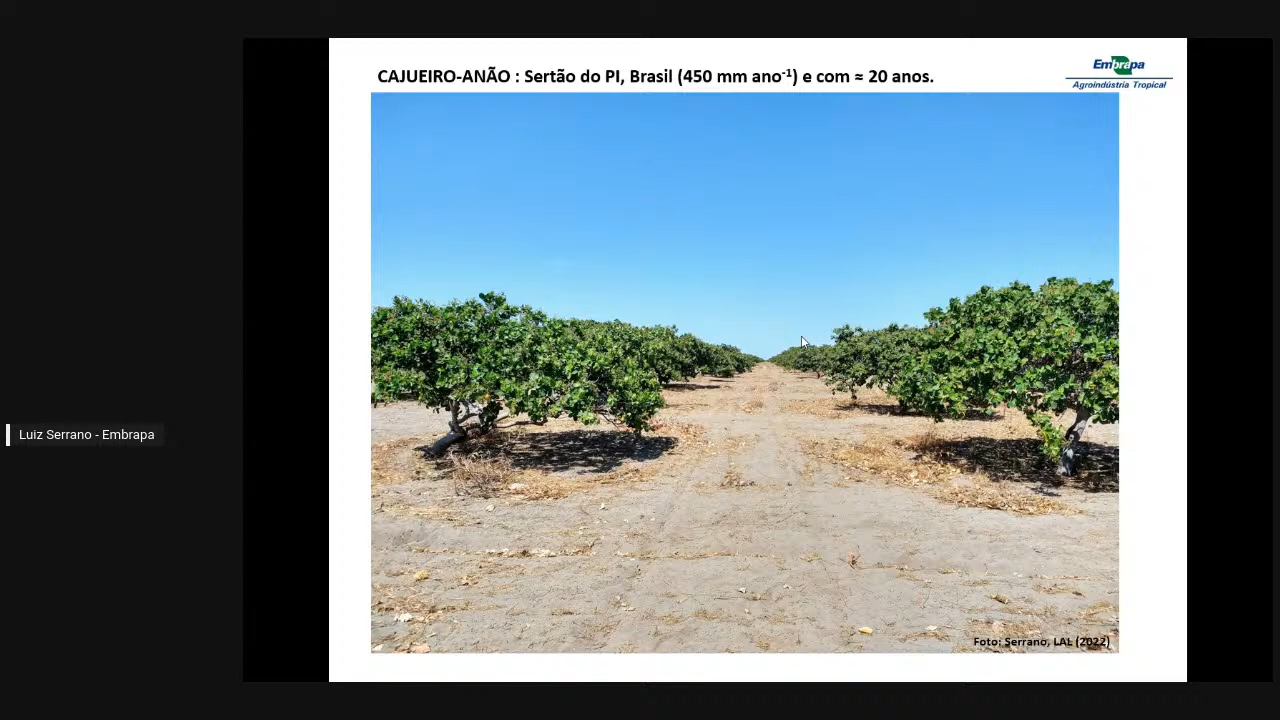 CAJUEIRO-ANÃO : Sertão do PI, Brasil (450 mm ano⁻¹) e com ≈ 20 anos.
Embrapa
Agroindústria Tropical
Luiz Serrano - Embrapa
Foto: Serrano, LAL (2022)